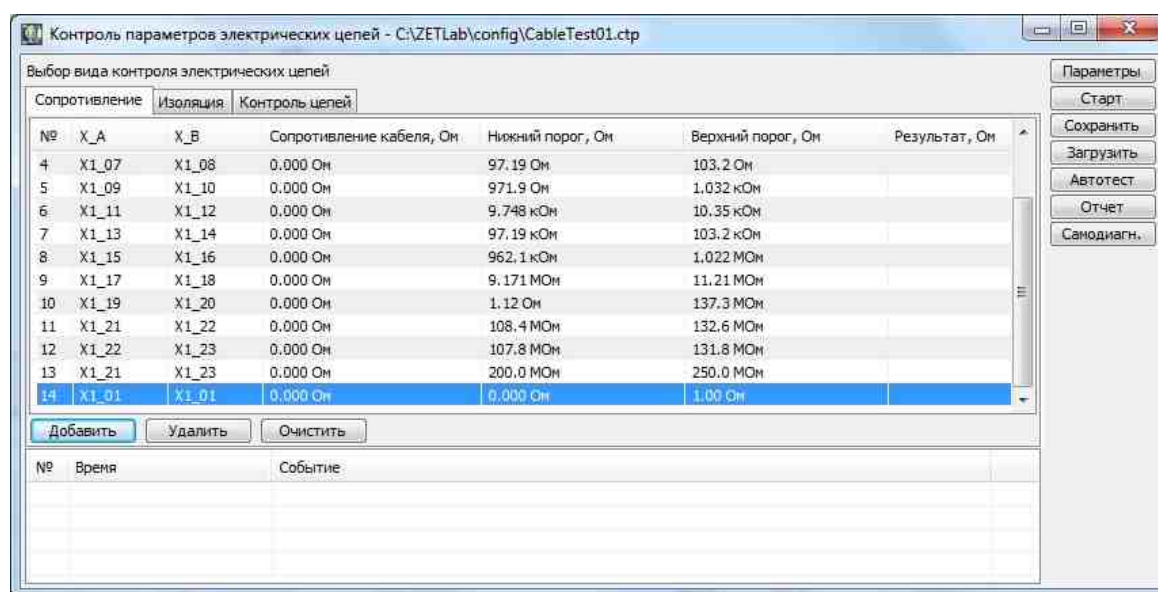 Контроль параметров электрических цепей - C:\ZETLab\config\CableTest01.ctp
Выбор вида контроля электрических цепей
Сопротивление Изоляция Контроль цепей
№ X_A X_B Сопротивление кабеля, Ом Нижний порог, Ом Верхний порог, Ом Результат, Ом
4 X1_07 X1_08 0.000 Ом 97.19 Ом 103.2 Ом
5 X1_09 X1_10 0.000 Ом 971.9 Ом 1.032 кОм
6 X1_11 X1_12 0.000 Ом 9.748 кОм 10.35 кОм
7 X1_13 X1_14 0.000 Ом 97.19 кОм 103.2 кОм
8 X1_15 X1_16 0.000 Ом 962.1 кОм 1.022 МОм
9 X1_17 X1_18 0.000 Ом 9.171 МОм 11.21 МОм
10 X1_19 X1_20 0.000 Ом 1.12 Ом 137.3 МОм
11 X1_21 X1_22 0.000 Ом 108.4 МОм 132.6 МОм
12 X1_22 X1_23 0.000 Ом 107.8 МОм 131.8 МОм
13 X1_21 X1_23 0.000 Ом 200.0 МОм 250.0 МОм
14 X1_01 X1_01 0.000 Ом 0.000 Ом 1.00 Ом
Добавить Удалить Очистить
№ Время Событие
Параметры
Старт
Сохранить
Загрузить
Автотест
Отчет
Самодиагн.